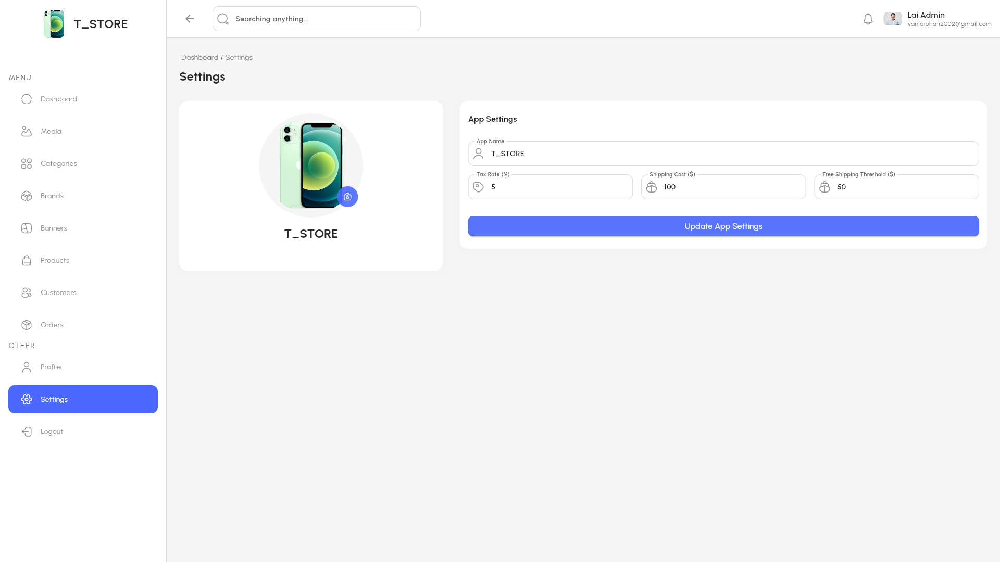 T_STORE
MENU
Dashboard
Media
Categories
Brands
Banners
Products
Customers
Orders
OTHER
Profile
Settings
Logout
Searching anything...
Lai Admin
vanlaiphan2002@gmail.com
Dashboard / Settings
Settings
T_STORE
App Settings
App Name
T_STORE
Tax Rate (%)
5
Shipping Cost ($)
100
Free Shipping Threshold ($)
50
Update App Settings